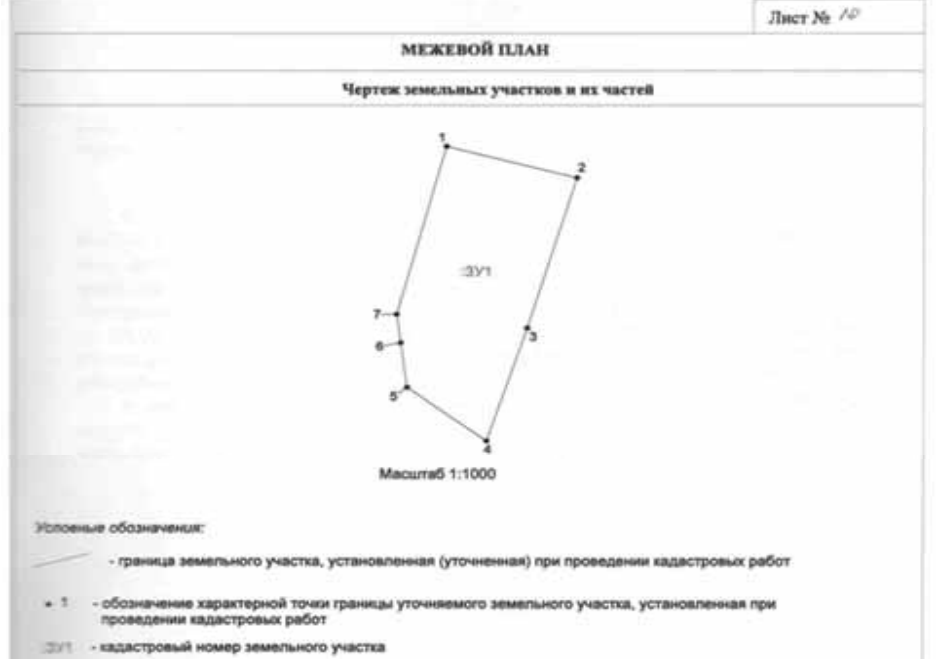 Лист № 10
МЕЖЕВОЙ ПЛАН
Чертеж земельных участков и их частей
1
2
:ЗУ1
7
3
6
5
4
Масштаб 1:1000
Условные обозначения:
- граница земельного участка, установленная (уточненная) при проведении кадастровых работ
1 - обозначение характерной точки границы уточняемого земельного участка, установленная при
проведении кадастровых работ
:ЗУ1 - кадастровый номер земельного участка